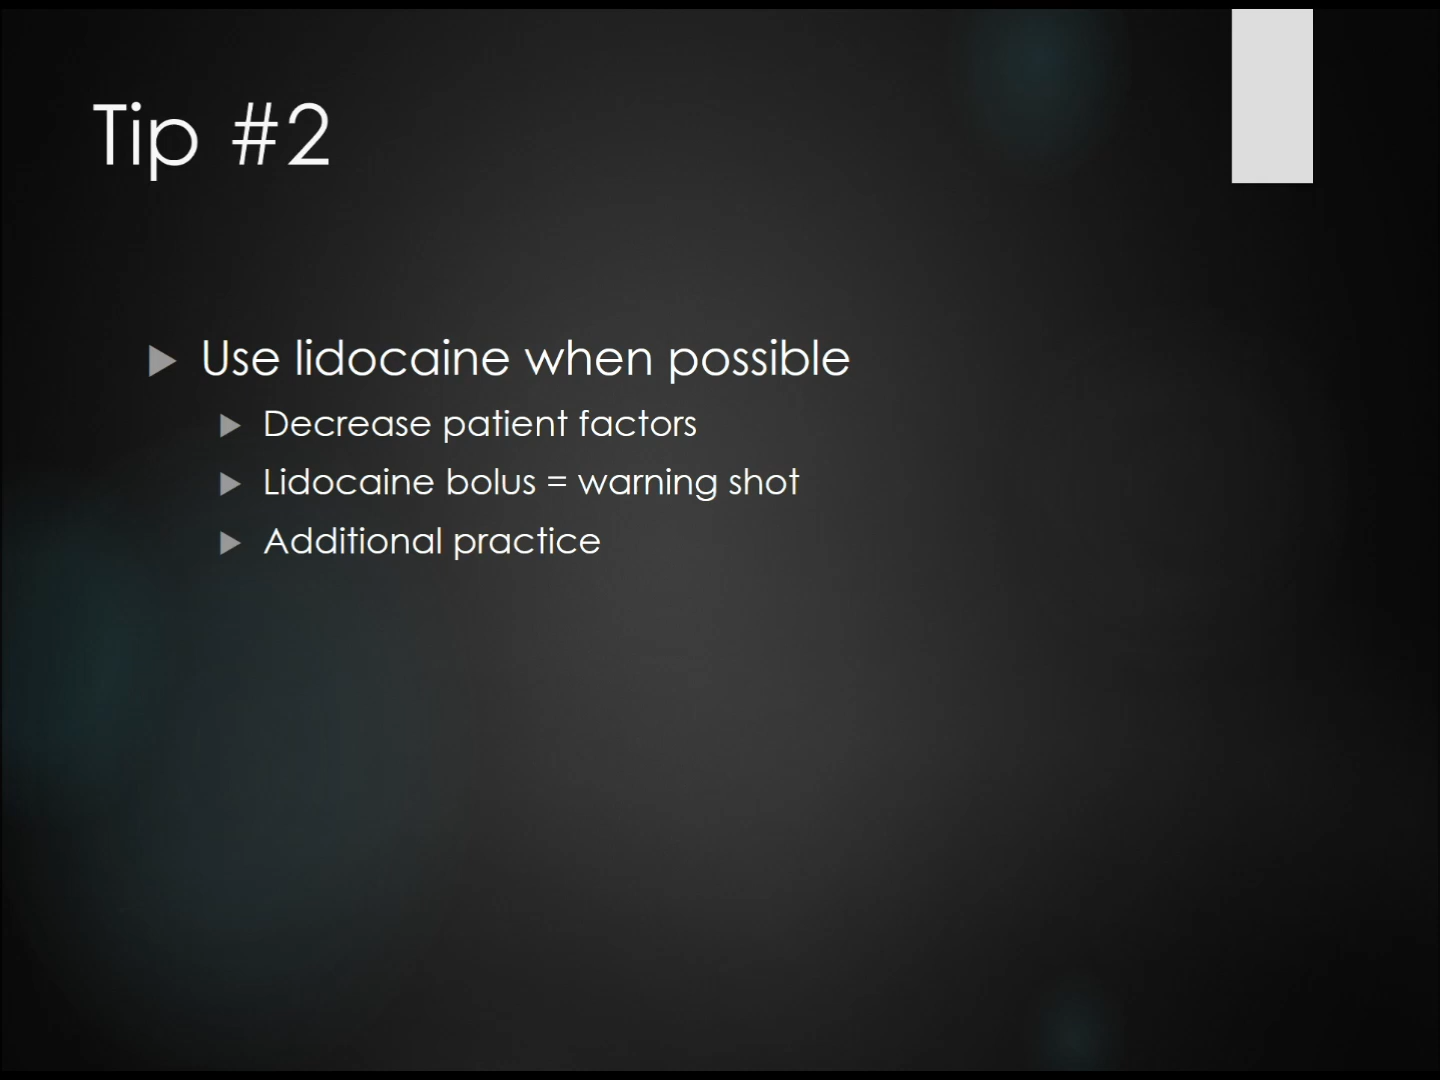 Tip #2
Use lidocaine when possible
Decrease patient factors
Lidocaine bolus = warning shot
Additional practice